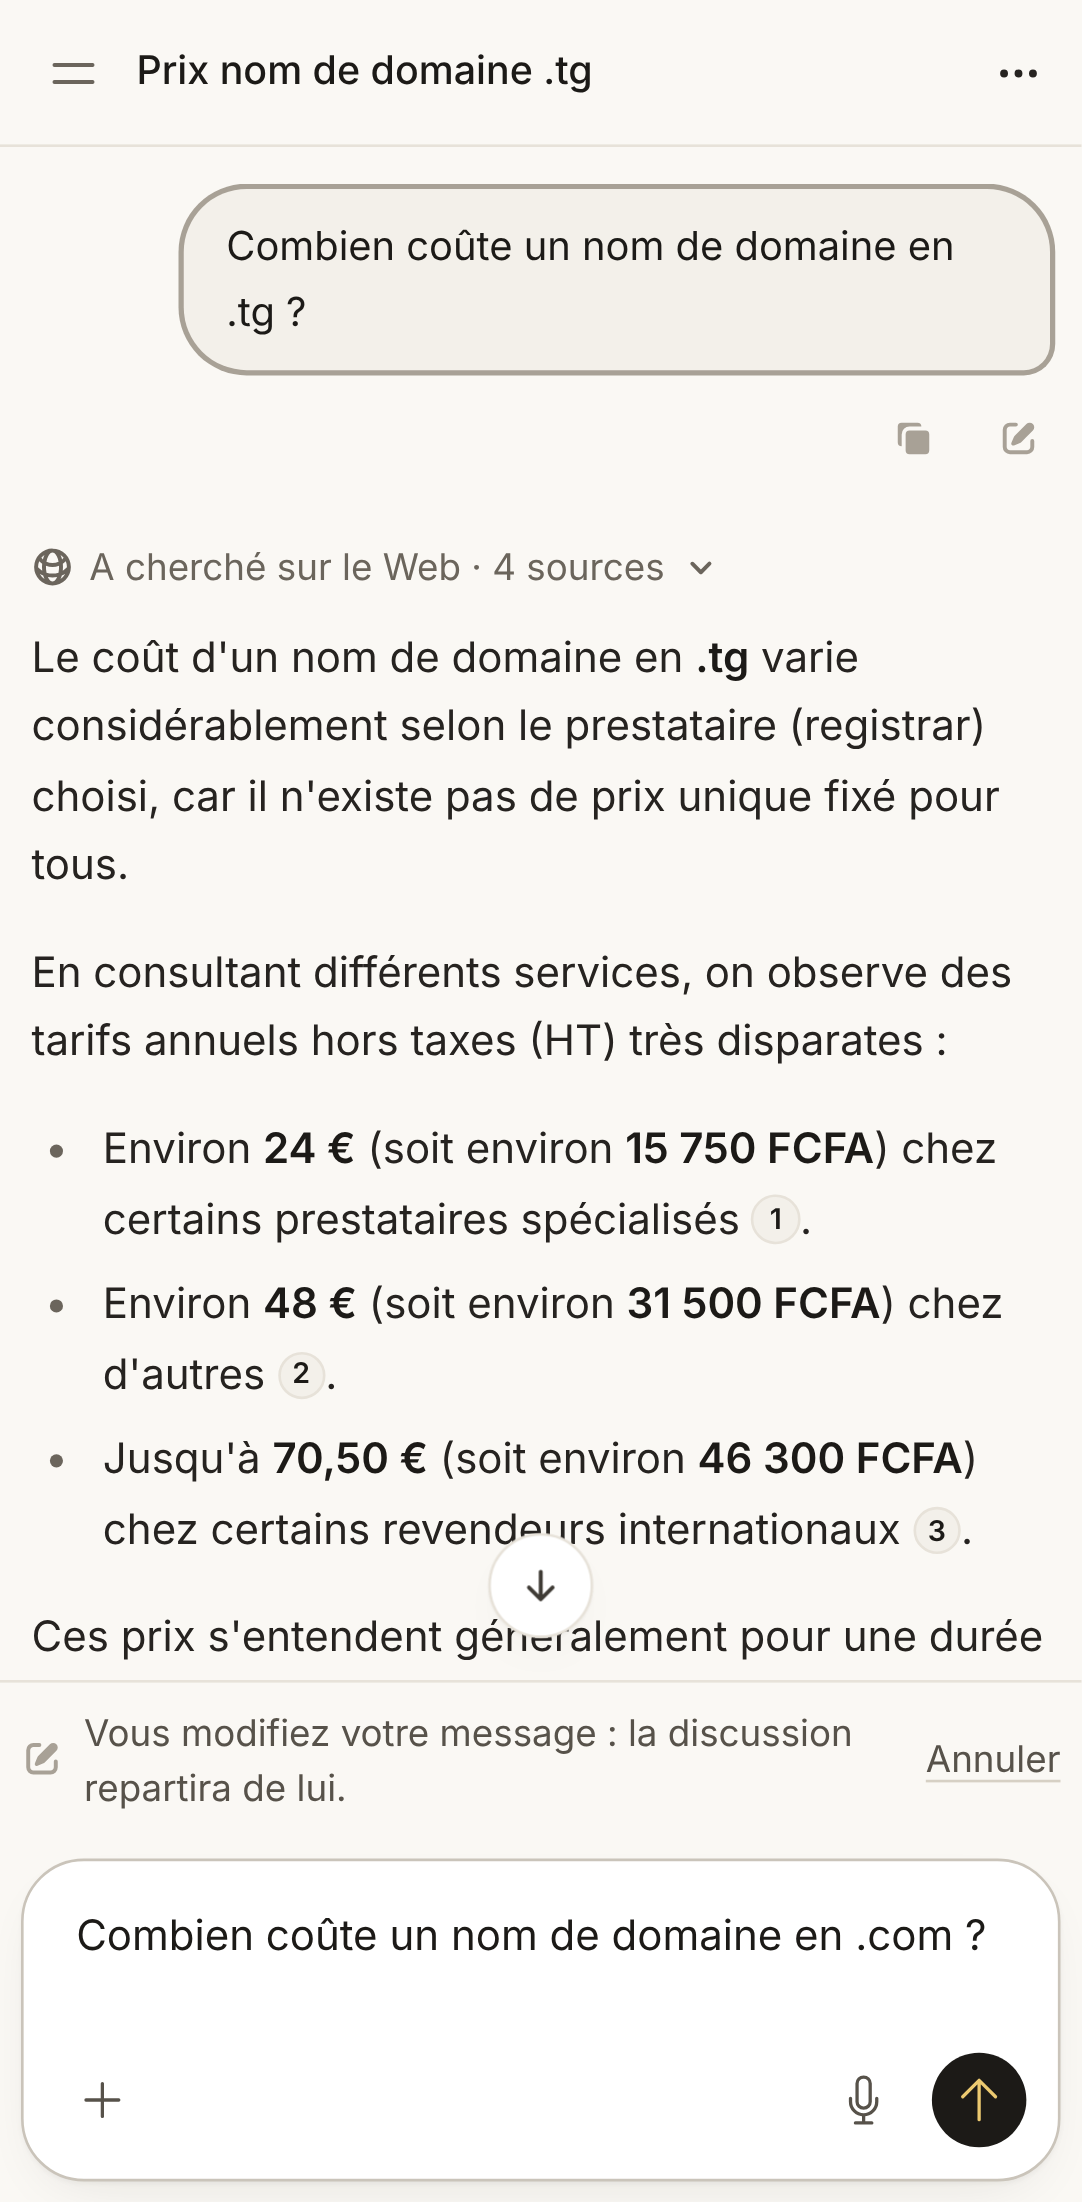 Prix nom de domaine .tg
Combien coûte un nom de domaine en
.tg ?
A cherché sur le Web · 4 sources
Le coût d'un nom de domaine en .tg varie
considérablement selon le prestataire (registrar)
choisi, car il n'existe pas de prix unique fixé pour
tous.
En consultant différents services, on observe des
tarifs annuels hors taxes (HT) très disparates :
• Environ 24 € (soit environ 15 750 FCFA) chez
certains prestataires spécialisés 1.
• Environ 48 € (soit environ 31 500 FCFA) chez
d'autres 2.
• Jusqu'à 70,50 € (soit environ 46 300 FCFA)
chez certains revendeurs internationaux 3.
Ces prix s'entendent généralement pour une durée
Vous modifiez votre message : la discussion
repartira de lui.
Annuler
Combien coûte un nom de domaine en .com ?